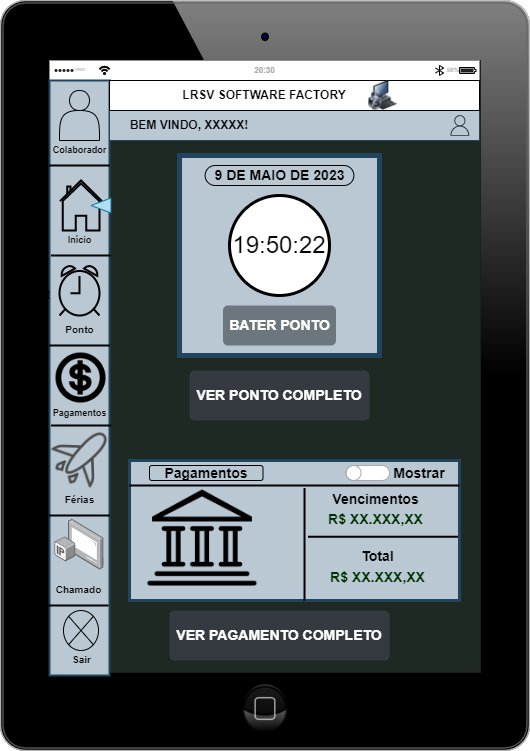 20:30
LRSV SOFTWARE FACTORY
BEM VINDO, XXXXX!
Colaborador
Início
Ponto
Pagamentos
Férias
IP
Chamado
Sair
9 DE MAIO DE 2023
19:50:22
BATER PONTO
VER PONTO COMPLETO
Pagamentos
Mostrar
Vencimentos
R$ XX.XXX,XX
Total
R$ XX.XXX,XX
VER PAGAMENTO COMPLETO